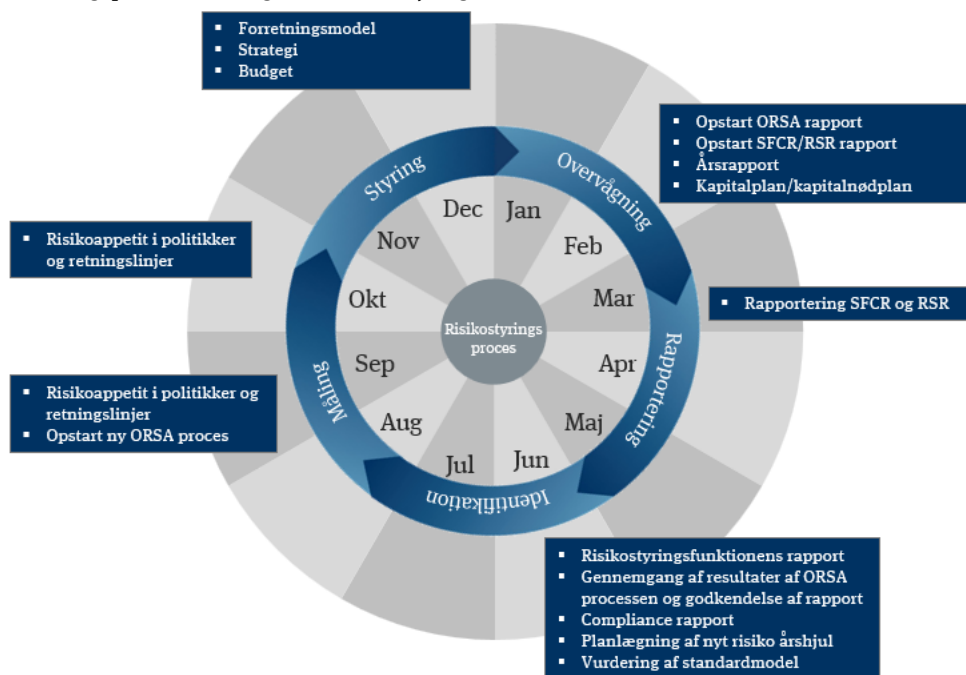 Forretningsmodel
Strategi
Budget
Opstart ORSA rapport
Opstart SFCR/RSR rapport
Årsrapport
Kapitalplan/kapitalnødplan
Rapportering SFCR og RSR
Risikostyringsfunktionens rapport
Gennemgang af resultater af ORSA
processen og godkendelse af rapport
Compliance rapport
Planlægning af nyt risiko årshjul
Vurdering af standardmodel
Risikoappetit i politikker og
retningslinjer
Opstart ny ORSA proces
Risikoappetit i politikker
og retningslinjer
Styring
Overvågning
Rapportering
Identifikation
Måling
Jan
Feb
Mar
Apr
Maj
Jun
Jul
Aug
Sep
Okt
Nov
Dec
Risikostyrings
proces